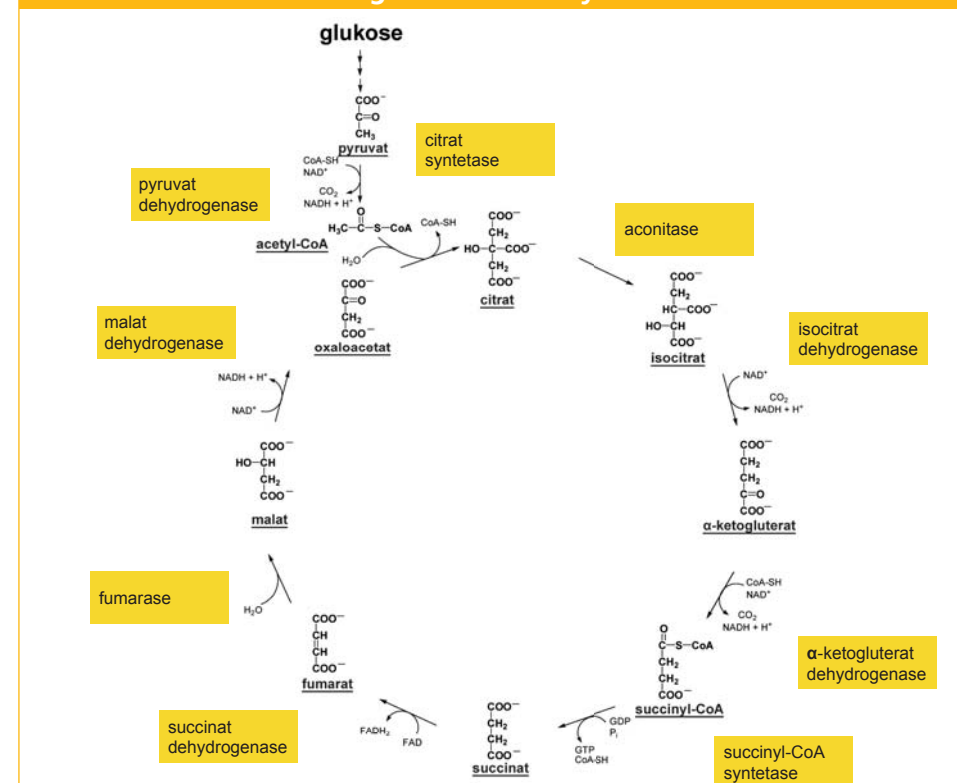 glukose
COO⁻
C=O
CH₃
pyruvat
citrat
syntetase
CoA-SH
NAD⁺
CO₂
NADH + H⁺
pyruvat
dehydrogenase
O
H₃C–C–S–CoA
acetyl-CoA
CoA-SH
H₂O
COO⁻
CH₂
HO–C–COO⁻
CH₂
COO⁻
citrat
aconitase
COO⁻
C=O
CH₂
COO⁻
oxaloacetat
COO⁻
CH₂
HC–COO⁻
HO–CH
COO⁻
isocitrat
malat
dehydrogenase
isocitrat
dehydrogenase
NADH + H⁺
NAD⁺
NAD⁺
CO₂
NADH + H⁺
COO⁻
HO–CH
CH₂
COO⁻
malat
COO⁻
CH₂
CH₂
C=O
COO⁻
α-ketogluterat
fumarase
H₂O
CoA-SH
NAD⁺
CO₂
NADH + H⁺
COO⁻
CH
CH
COO⁻
fumarat
O
C–S–CoA
CH₂
CH₂
COO⁻
succinyl-CoA
α-ketogluterat
dehydrogenase
succinat
dehydrogenase
FADH₂
FAD
COO⁻
CH₂
CH₂
COO⁻
succinat
GDP
Pᵢ
GTP
CoA-SH
succinyl-CoA
syntetase